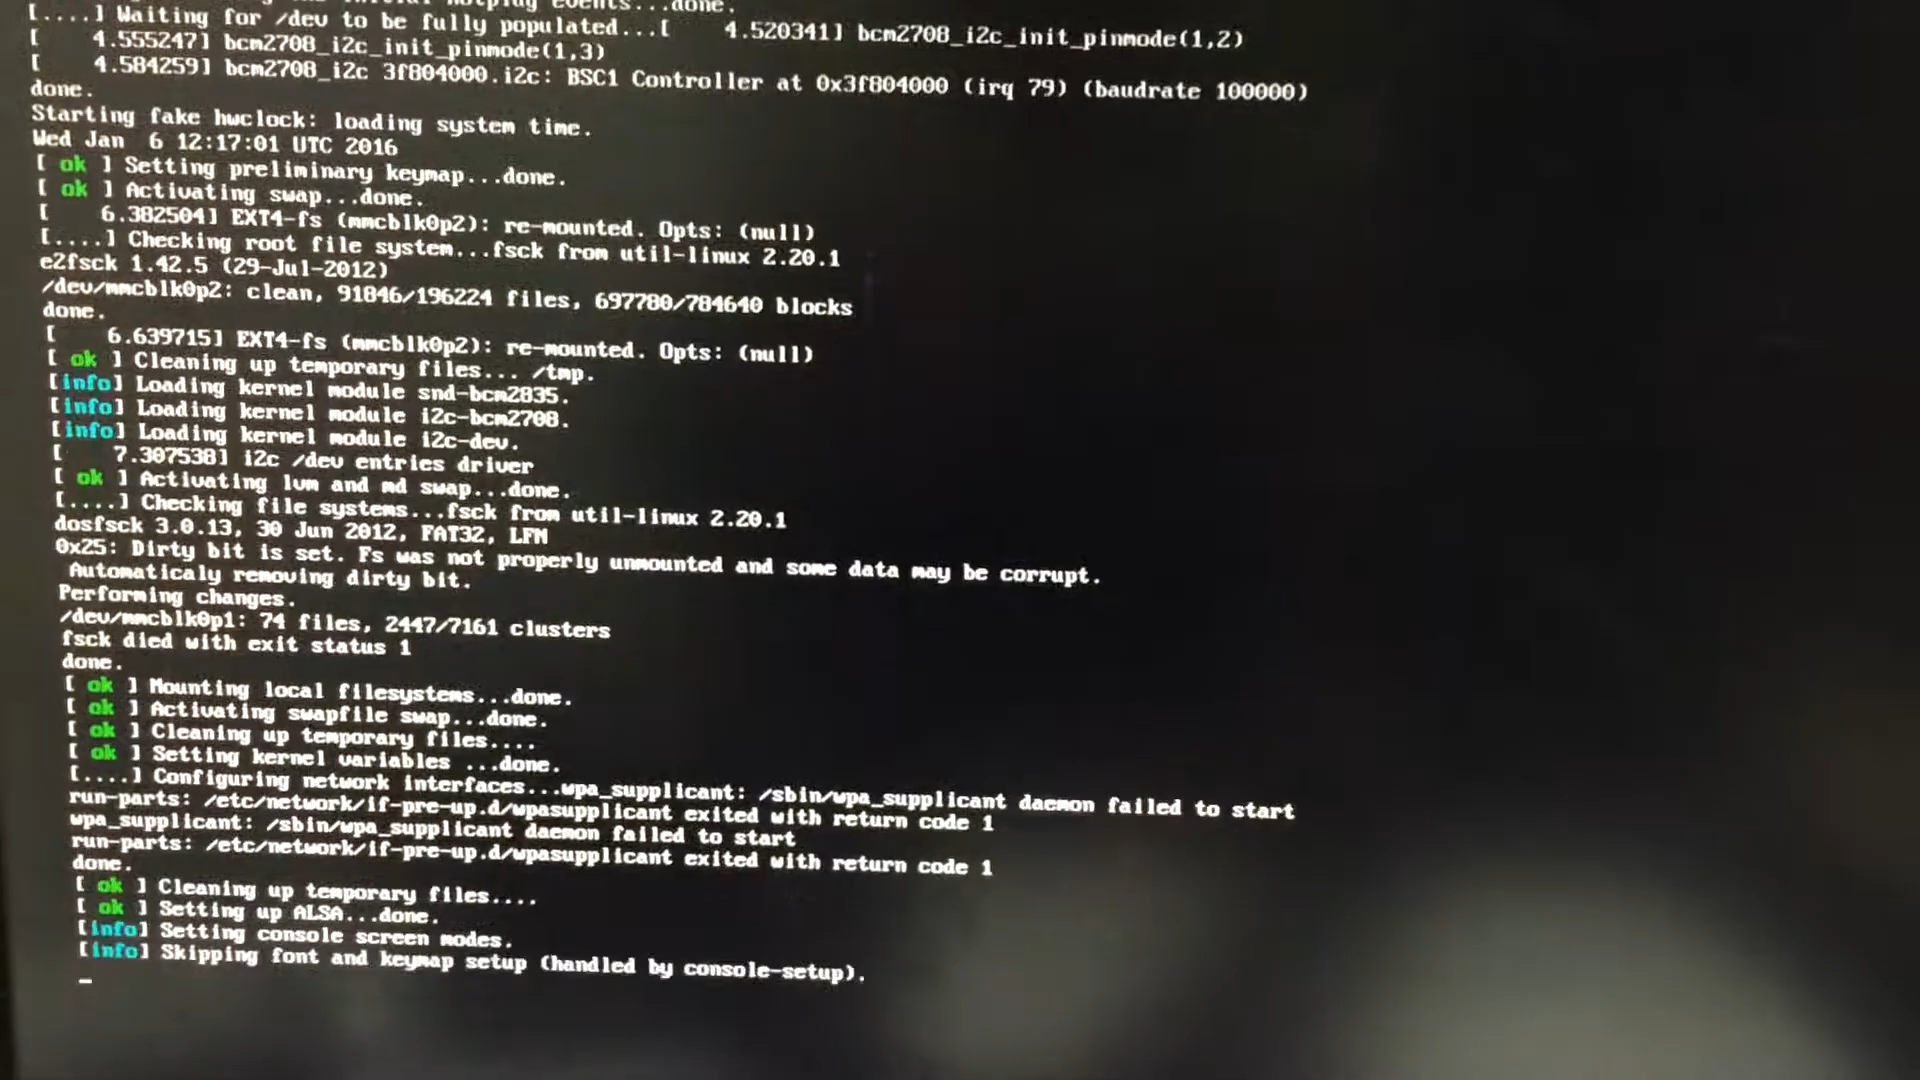 hotplug events...done.
[....] Waiting for /dev to be fully populated...[    4.520341] bcm2708_i2c_init_pinmode(1,2)
[    4.555247] bcm2708_i2c_init_pinmode(1,3)
[    4.584259] bcm2708_i2c 3f804000.i2c: BSC1 Controller at 0x3f804000 (irq 79) (baudrate 100000)
done.
Starting fake hwclock: loading system time.
Wed Jan  6 12:17:01 UTC 2016
[ ok ] Setting preliminary keymap...done.
[ ok ] Activating swap...done.
[    6.382504] EXT4-fs (mmcblk0p2): re-mounted. Opts: (null)
[....] Checking root file system...fsck from util-linux 2.20.1
e2fsck 1.42.5 (29-Jul-2012)
/dev/mmcblk0p2: clean, 91846/196224 files, 697780/784640 blocks
done.
[    6.639715] EXT4-fs (mmcblk0p2): re-mounted. Opts: (null)
[ ok ] Cleaning up temporary files... /tmp.
[info] Loading kernel module snd-bcm2835.
[info] Loading kernel module i2c-bcm2708.
[info] Loading kernel module i2c-dev.
[    7.307538] i2c /dev entries driver
[ ok ] Activating lvm and md swap...done.
[....] Checking file systems...fsck from util-linux 2.20.1
dosfsck 3.0.13, 30 Jun 2012, FAT32, LFN
0x25: Dirty bit is set. Fs was not properly unmounted and some data may be corrupt.
 Automaticaly removing dirty bit.
Performing changes.
/dev/mmcblk0p1: 74 files, 2447/7161 clusters
fsck died with exit status 1
done.
[ ok ] Mounting local filesystems...done.
[ ok ] Activating swapfile swap...done.
[ ok ] Cleaning up temporary files....
[ ok ] Setting kernel variables ...done.
[....] Configuring network interfaces...wpa_supplicant: /sbin/wpa_supplicant daemon failed to start
run-parts: /etc/network/if-pre-up.d/wpasupplicant exited with return code 1
wpa_supplicant: /sbin/wpa_supplicant daemon failed to start
run-parts: /etc/network/if-pre-up.d/wpasupplicant exited with return code 1
done.
[ ok ] Cleaning up temporary files....
[ ok ] Setting up ALSA...done.
[info] Setting console screen modes.
[info] Skipping font and keymap setup (handled by console-setup).
_